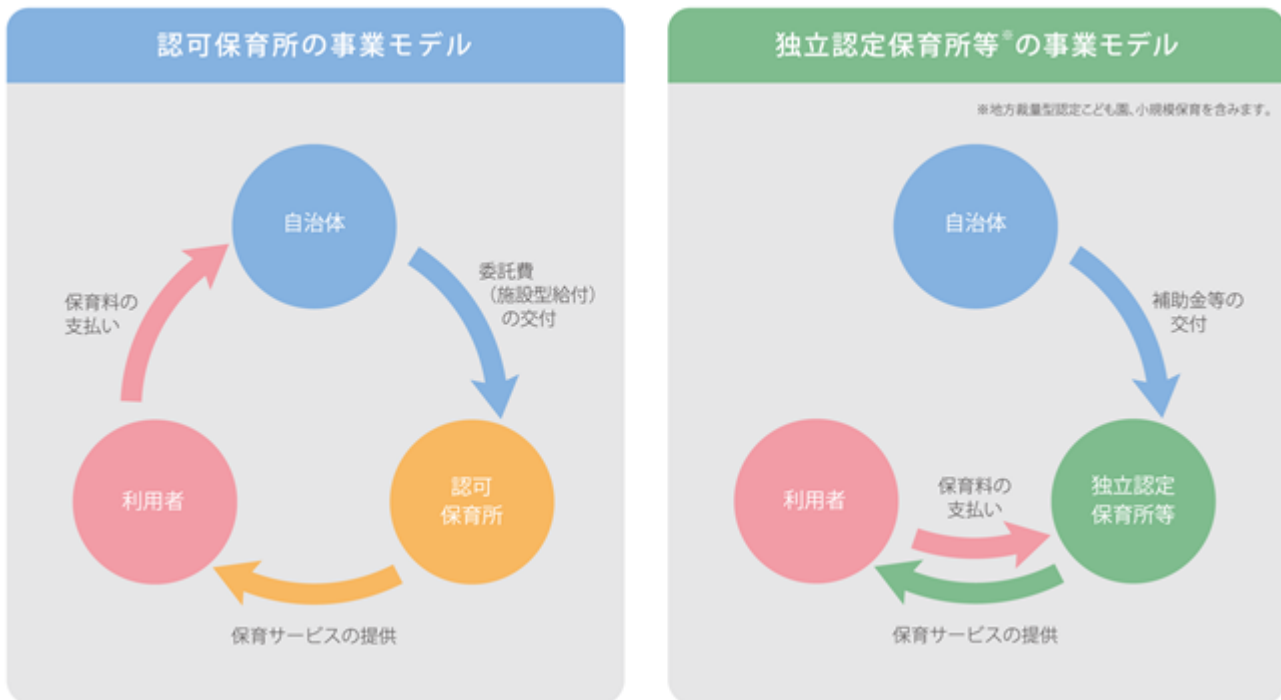 認可保育所の事業モデル
自治体
保育料の
支払い
委託費
（施設型給付）
の交付
利用者
認可
保育所
保育サービスの提供
独立認定保育所等※の事業モデル
※地方裁量型認定こども園、小規模保育を含みます。
自治体
補助金等の
交付
利用者
保育料の
支払い
独立認定
保育所等
保育サービスの提供